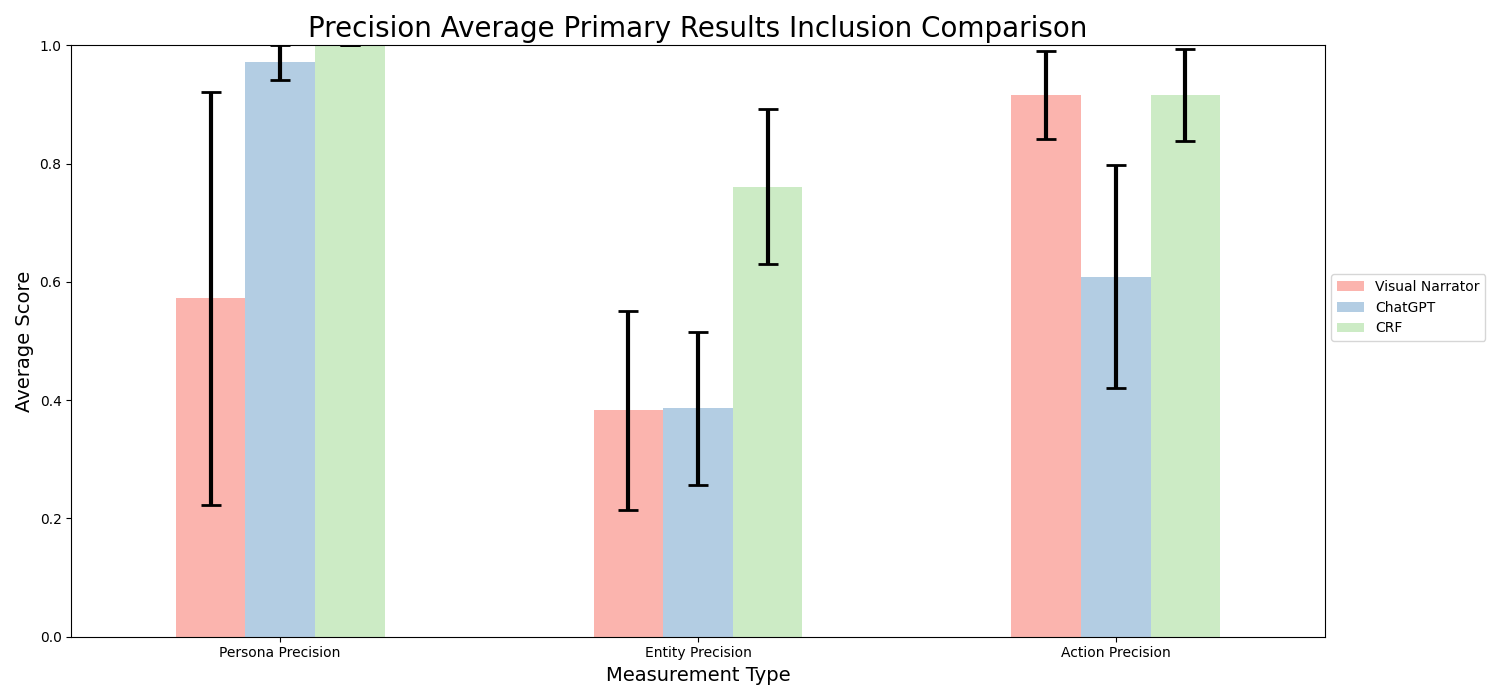 Precision Average Primary Results Inclusion Comparison
1.0
0.8
0.6
0.4
0.2
0.0
Average Score
Persona Precision
Entity Precision
Action Precision
Measurement Type
Visual Narrator
ChatGPT
CRF